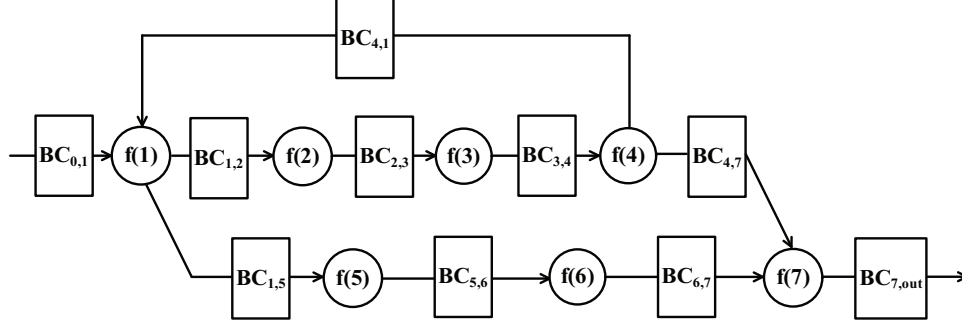 BC4,1
BC0,1
f(1)
BC1,2
f(2)
BC2,3
f(3)
BC3,4
f(4)
BC4,7
BC1,5
f(5)
BC5,6
f(6)
BC6,7
f(7)
BC7,out